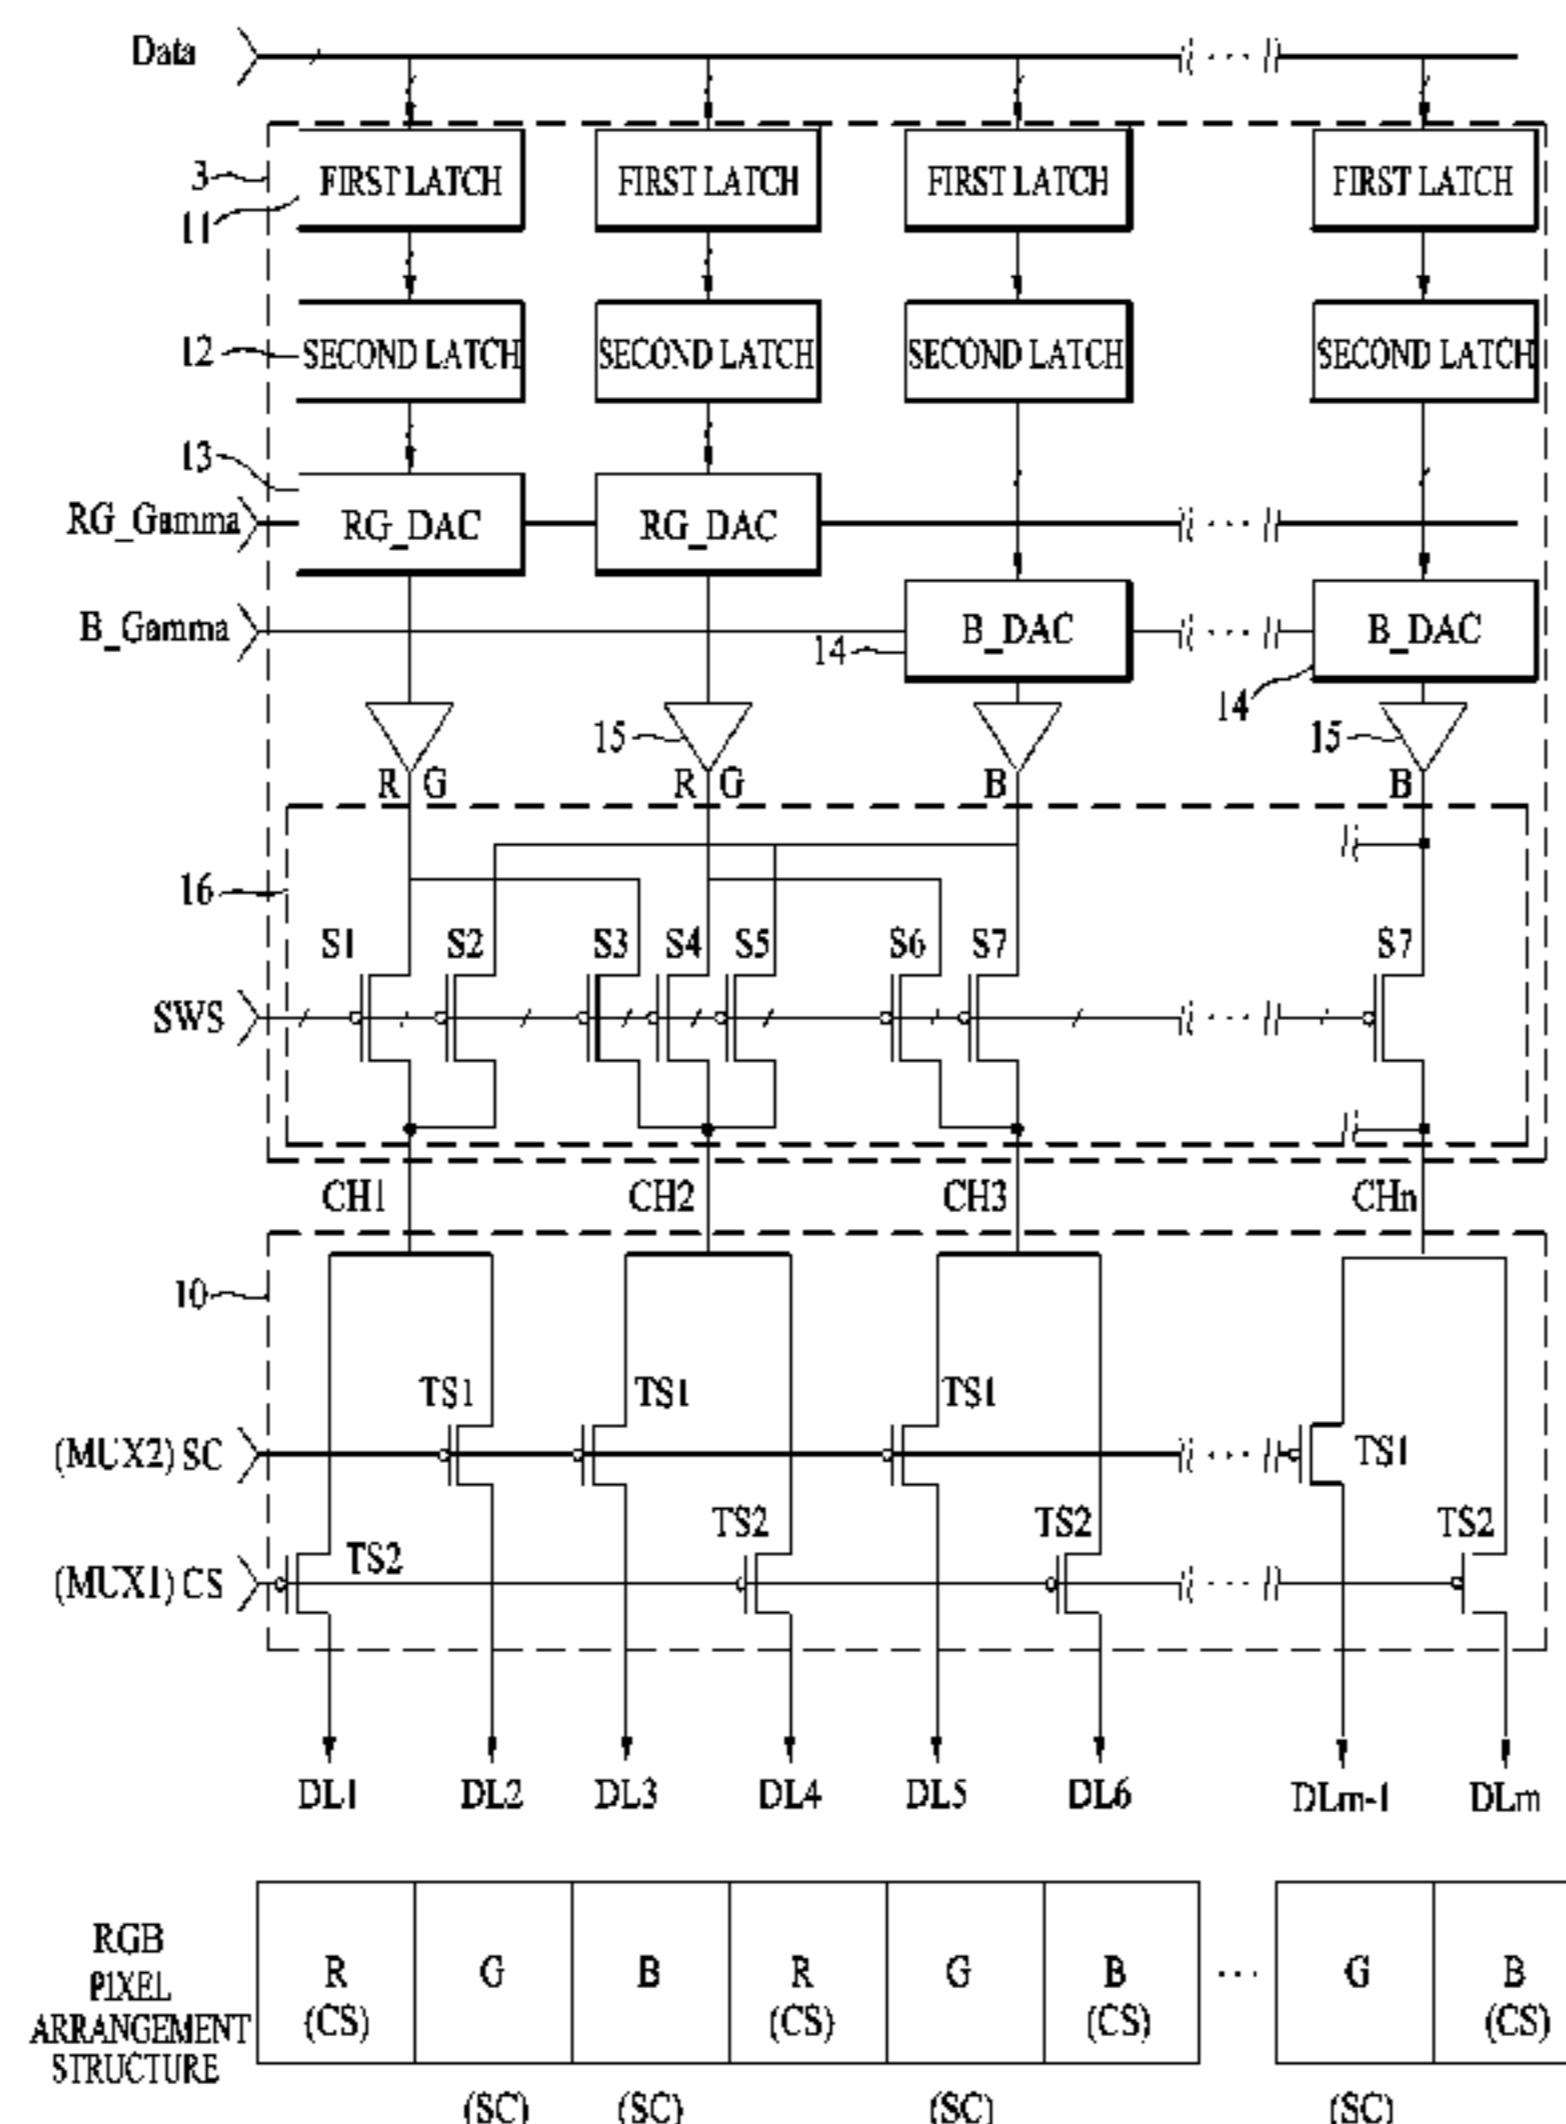 Data
3
FIRST LATCH FIRST LATCH FIRST LATCH FIRST LATCH
11
12 SECOND LATCH SECOND LATCH SECOND LATCH SECOND LATCH
13
RG_Gamma RG_DAC RG_DAC
B_Gamma 14 B_DAC B_DAC
14
15 15
R G R G B B
16
S1 S2 S3 S4 S5 S6 S7 S7
SWS
CH1 CH2 CH3 CHn
10
TS1 TS1 TS1
(MUX2) SC TS1
TS2 TS2 TS2
(MUX1) CS TS2
DL1 DL2 DL3 DL4 DL5 DL6 DLm-1 DLm
RGB
PIXEL
ARRANGEMENT
STRUCTURE
R G B R G B ... G B
(CS) (CS) (CS) (CS)
(SC) (SC) (SC) (SC)